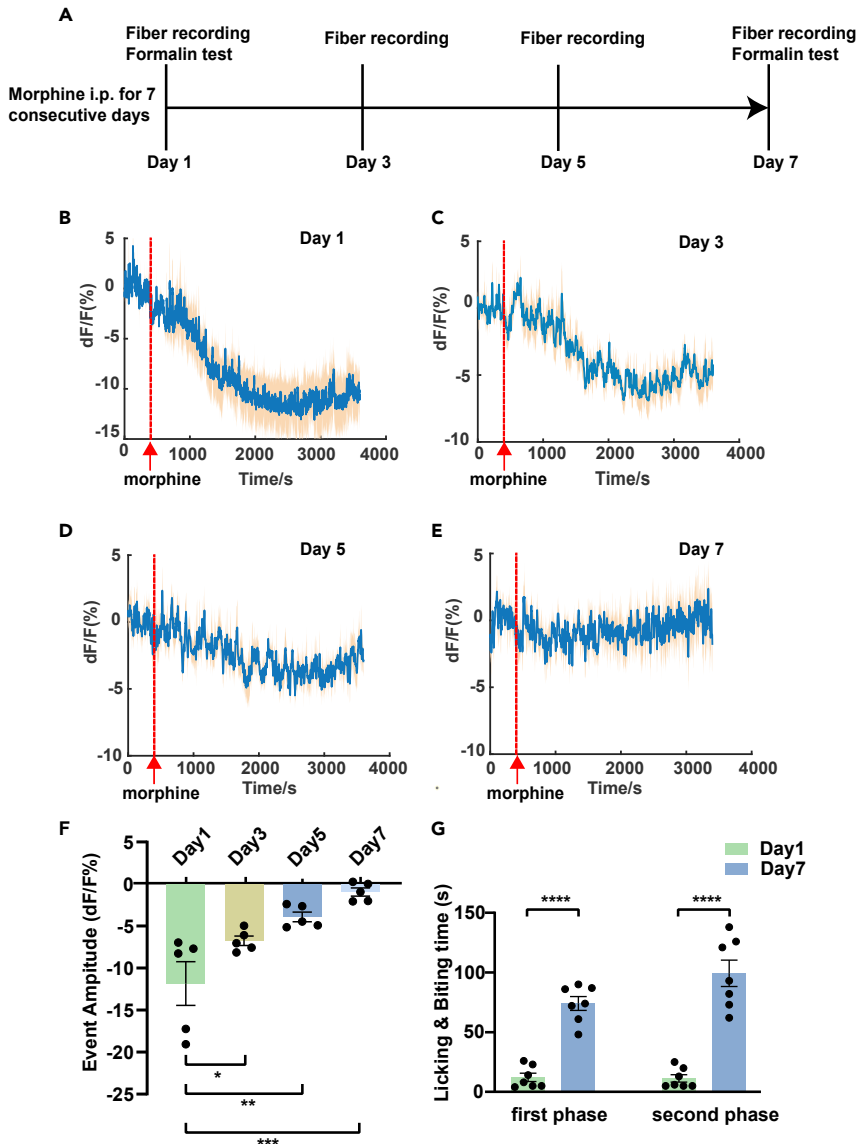 A
Fiber recording
Formalin test
Fiber recording
Fiber recording
Fiber recording
Formalin test
Morphine i.p. for 7
consecutive days
Day 1
Day 3
Day 5
Day 7
B
Day 1
5
0
-5
-10
-15
dF/F(%)
0
1000
2000
3000
4000
morphine
Time/s
C
Day 3
5
0
-5
-10
dF/F(%)
0
1000
2000
3000
4000
morphine
Time/s
D
Day 5
5
0
-5
-10
dF/F(%)
0
1000
2000
3000
4000
morphine
Time/s
E
Day 7
5
0
-5
-10
dF/F(%)
0
1000
2000
3000
4000
morphine
Time/s
F
Day1
Day3
Day5
Day7
5
0
-5
-10
-15
-20
-25
Event Ampitude (dF/F%)
*
**
***
G
Day1
Day7
****
****
150
100
50
0
Licking & Biting time (s)
first phase
second phase